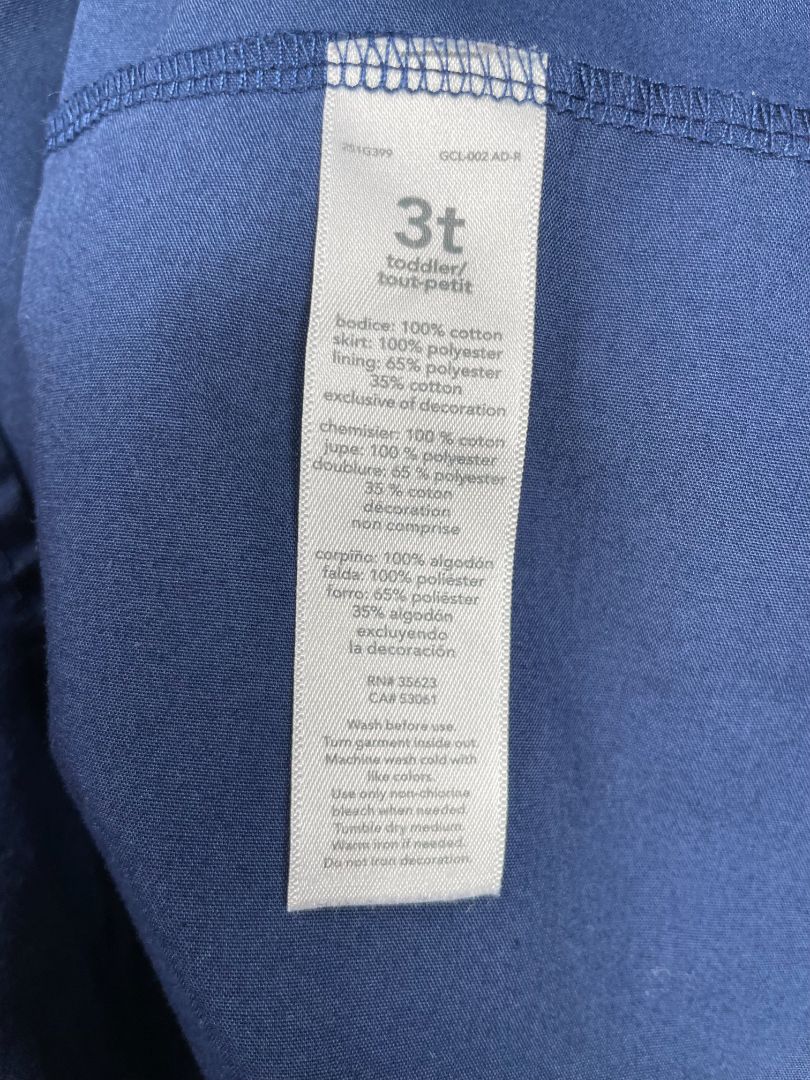 251G399 GCL-002 AD-R
3t
toddler/
tout-petit
bodice: 100% cotton
skirt: 100% polyester
lining: 65% polyester
35% cotton
exclusive of decoration
chemisier: 100 % coton
jupe: 100 % polyester
doublure: 65 % polyester
35 % coton
décoration
non comprise
corpiño: 100% algodón
falda: 100% poliéster
forro: 65% poliéster
35% algodón
excluyendo
la decoración
RN# 35623
CA# 53061
Wash before use.
Turn garment inside out.
Machine wash cold with
like colors.
Use only non-chlorine
bleach when needed.
Tumble dry medium.
Warm iron if needed.
Do not iron decoration.